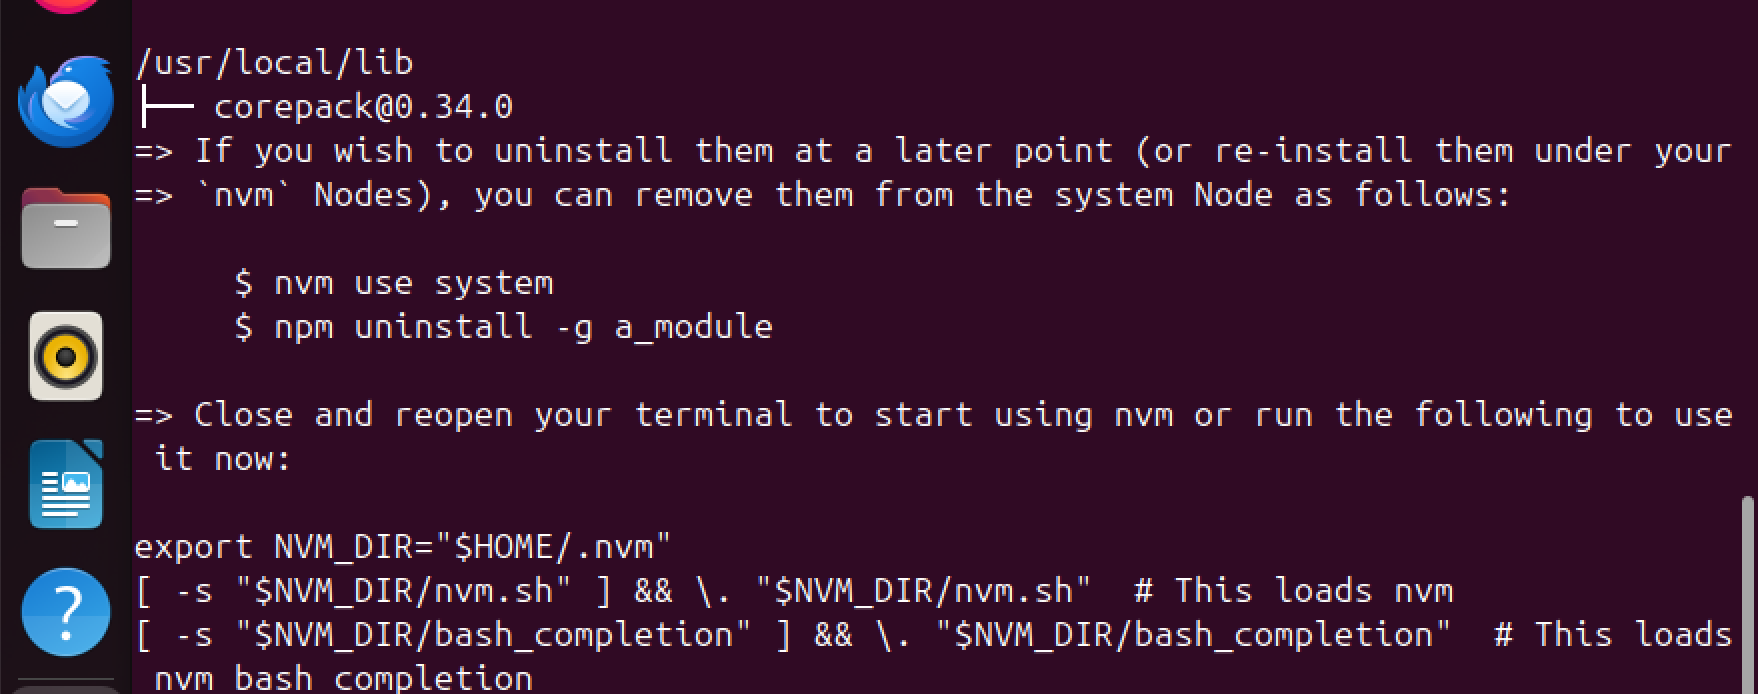 /usr/local/lib
├── corepack@0.34.0
=> If you wish to uninstall them at a later point (or re-install them under your
=> `nvm` Nodes), you can remove them from the system Node as follows:
$ nvm use system
$ npm uninstall -g a_module
=> Close and reopen your terminal to start using nvm or run the following to use
it now:
export NVM_DIR="$HOME/.nvm"
[ -s "$NVM_DIR/nvm.sh" ] && \. "$NVM_DIR/nvm.sh"  # This loads nvm
[ -s "$NVM_DIR/bash_completion" ] && \. "$NVM_DIR/bash_completion"  # This loads
nvm bash_completion
?